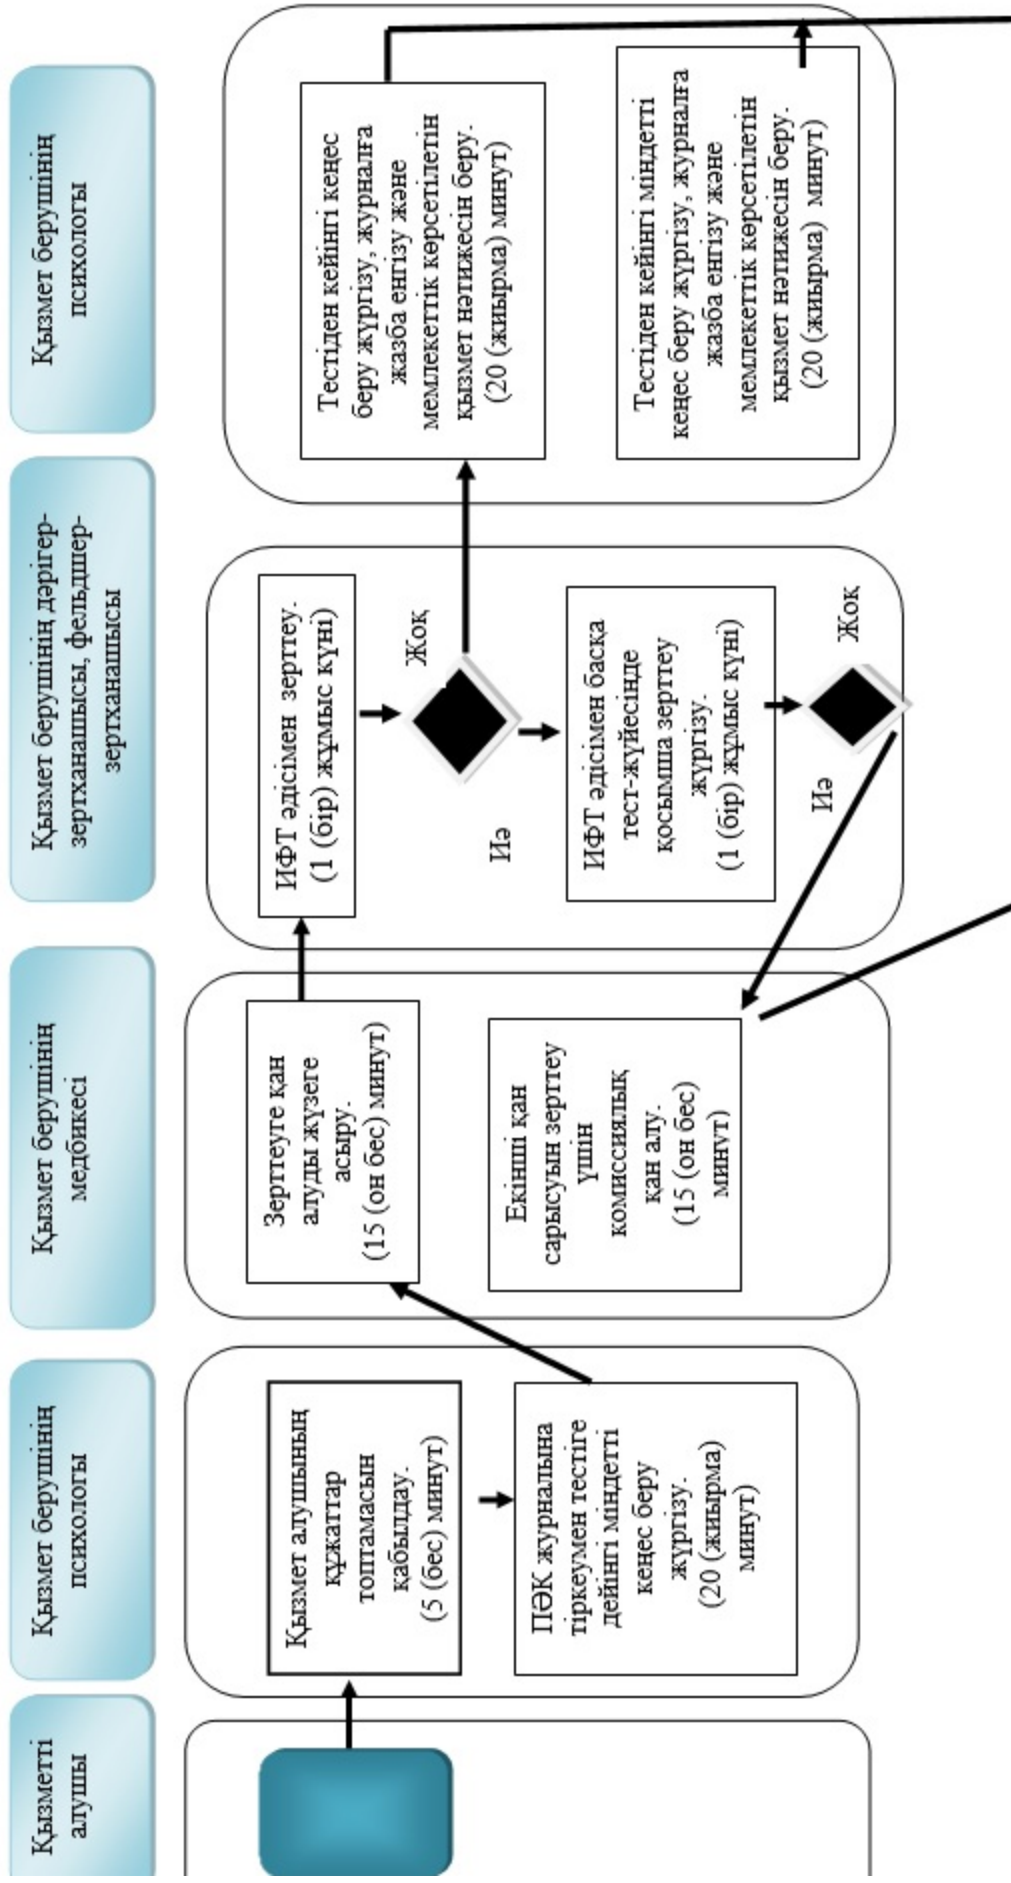 Қызметті
алушы
Қызмет берушінің
психологы
Қызмет берушінің
медбикесі
Қызмет берушінің дәрігер-
зертханашысы, фельдшер-
зертханашысы
Қызмет берушінің
психологы
Қызмет алушының
құжаттар
топтамасын
қабылдау.
(5 (бес) минут)
ПӘК журналына
тіркеумен тестіге
дейінгі міндетті
кеңес беру
жүргізу.
(20 (жиырма)
минут)
Зерттеуге қан
алуды жүзеге
асыру.
(15 (он бес) минут)
Екінші қан
сарысуын зерттеу
үшін
комиссиялық
қан алу.
(15 (он бес)
минут)
ИФТ әдісімен зерттеу.
(1 (бір) жұмыс күні)
Жоқ
Иә
ИФТ әдісімен басқа
тест-жүйесінде
қосымша зерттеу
жүргізу.
(1 (бір) жұмыс күні)
Иә
Жоқ
Тестіден кейінгі кеңес
беру жүргізу, журналға
жазба енгізу және
мемлекеттік көрсетілетін
қызмет нәтижесін беру.
(20 (жиырма) минут)
Тестіден кейінгі міндетті
кеңес беру жүргізу, журналға
жазба енгізу және
мемлекеттік көрсетілетін
қызмет нәтижесін беру.
(20 (жиырма) минут)